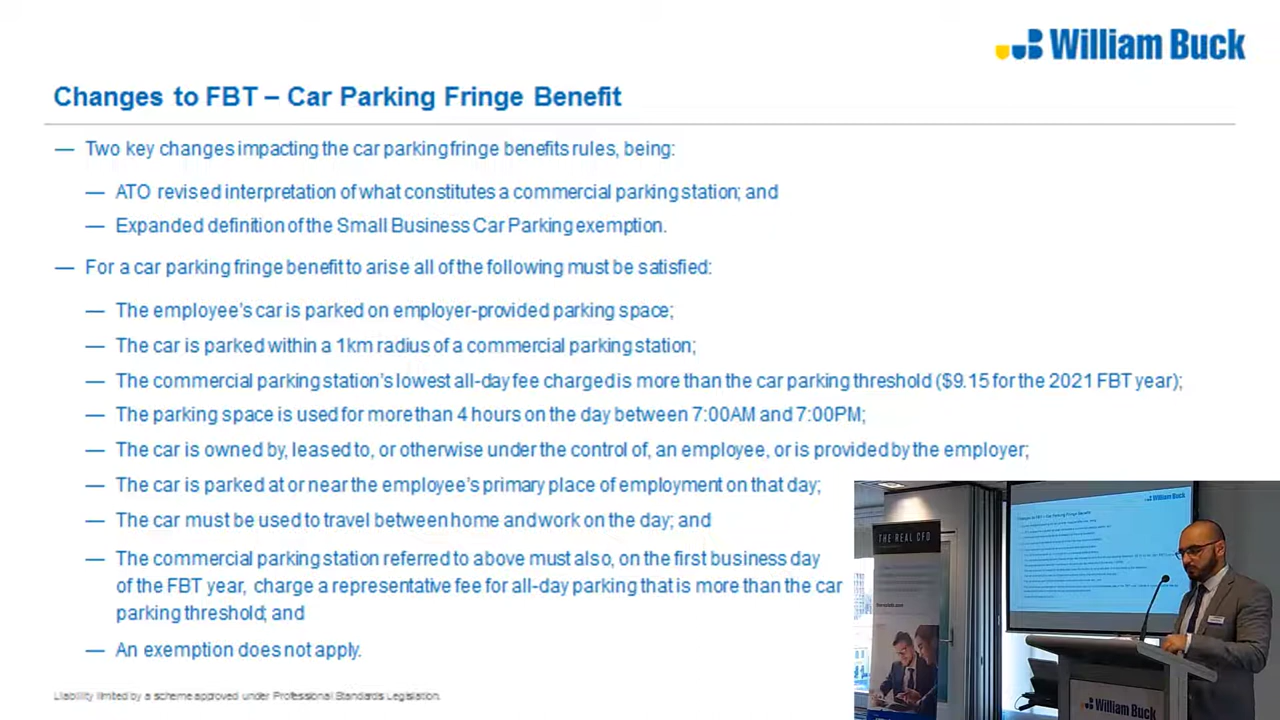 William Buck
Changes to FBT – Car Parking Fringe Benefit
— Two key changes impacting the car parking fringe benefits rules, being:
— ATO revised interpretation of what constitutes a commercial parking station; and
— Expanded definition of the Small Business Car Parking exemption.
— For a car parking fringe benefit to arise all of the following must be satisfied:
— The employee's car is parked on employer-provided parking space;
— The car is parked within a 1km radius of a commercial parking station;
— The commercial parking station's lowest all-day fee charged is more than the car parking threshold ($9.15 for the 2021 FBT year);
— The parking space is used for more than 4 hours on the day between 7:00AM and 7:00PM;
— The car is owned by, leased to, or otherwise under the control of, an employee, or is provided by the employer;
— The car is parked at or near the employee's primary place of employment on that day;
— The car must be used to travel between home and work on the day; and
— The commercial parking station referred to above must also, on the first business day
of the FBT year, charge a representative fee for all-day parking that is more than the car
parking threshold; and
— An exemption does not apply.
Liability limited by a scheme approved under Professional Standards Legislation.
THE REAL CFO
William Buck
Changes to FBT – Car Parking Fringe Benefit
William Buck